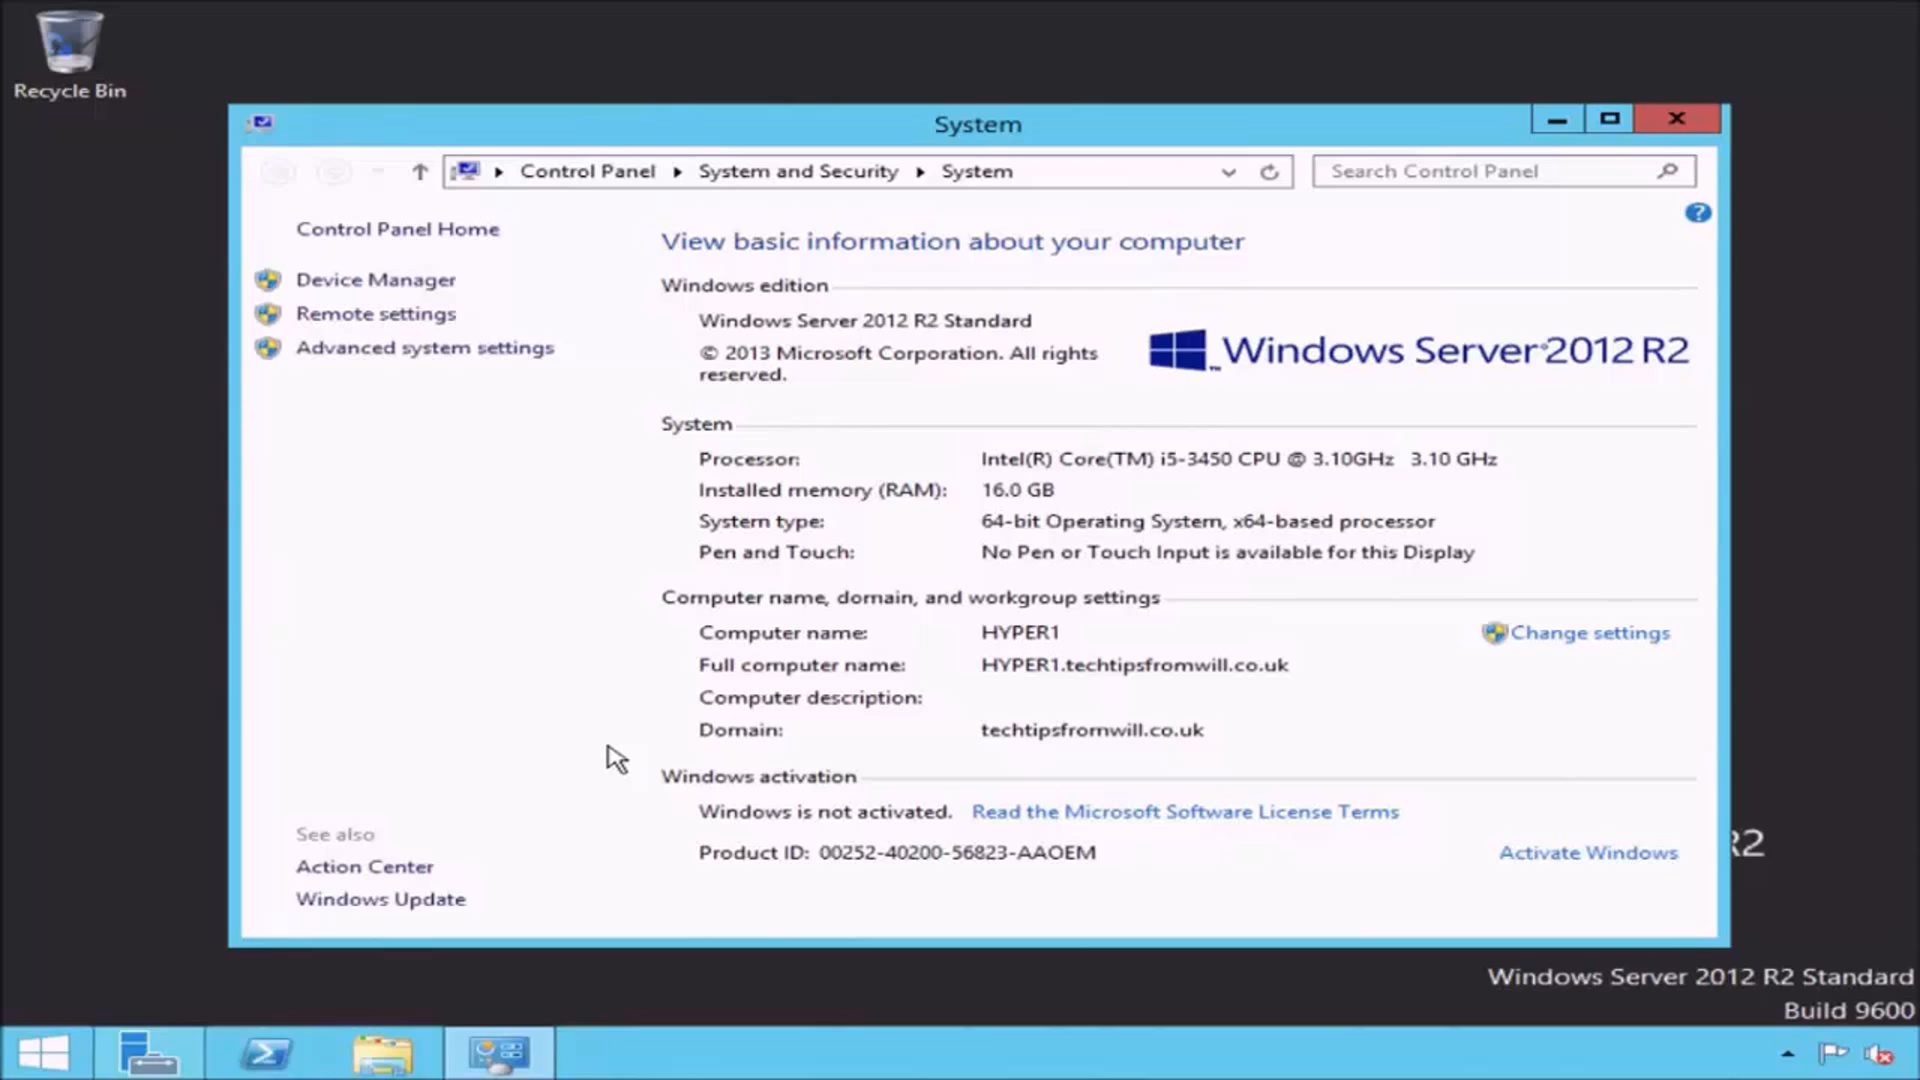 Recycle Bin
System
Control Panel System and Security System
Search Control Panel
Control Panel Home
Device Manager
Remote settings
Advanced system settings
See also
Action Center
Windows Update
View basic information about your computer
Windows edition
Windows Server 2012 R2 Standard
© 2013 Microsoft Corporation. All rights
reserved.
Windows Server 2012 R2
System
Processor: Intel(R) Core(TM) i5-3450 CPU @ 3.10GHz 3.10 GHz
Installed memory (RAM): 16.0 GB
System type: 64-bit Operating System, x64-based processor
Pen and Touch: No Pen or Touch Input is available for this Display
Computer name, domain, and workgroup settings
Computer name: HYPER1 Change settings
Full computer name: HYPER1.techtipsfromwill.co.uk
Computer description:
Domain: techtipsfromwill.co.uk
Windows activation
Windows is not activated. Read the Microsoft Software License Terms
Product ID: 00252-40200-56823-AAOEM Activate Windows
R2
Windows Server 2012 R2 Standard
Build 9600